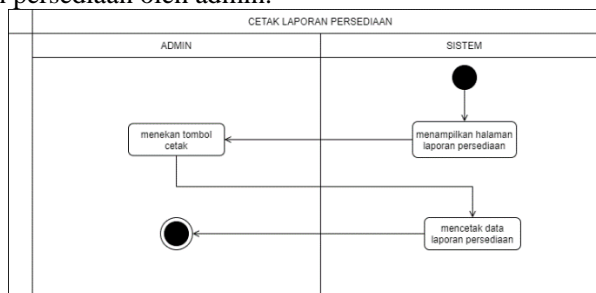 persediaan oleh admin.
CETAK LAPORAN PERSEDIAAN
ADMIN
SISTEM
menampilkan halaman
laporan persediaan
menekan tombol
cetak
mencetak data
laporan persediaan